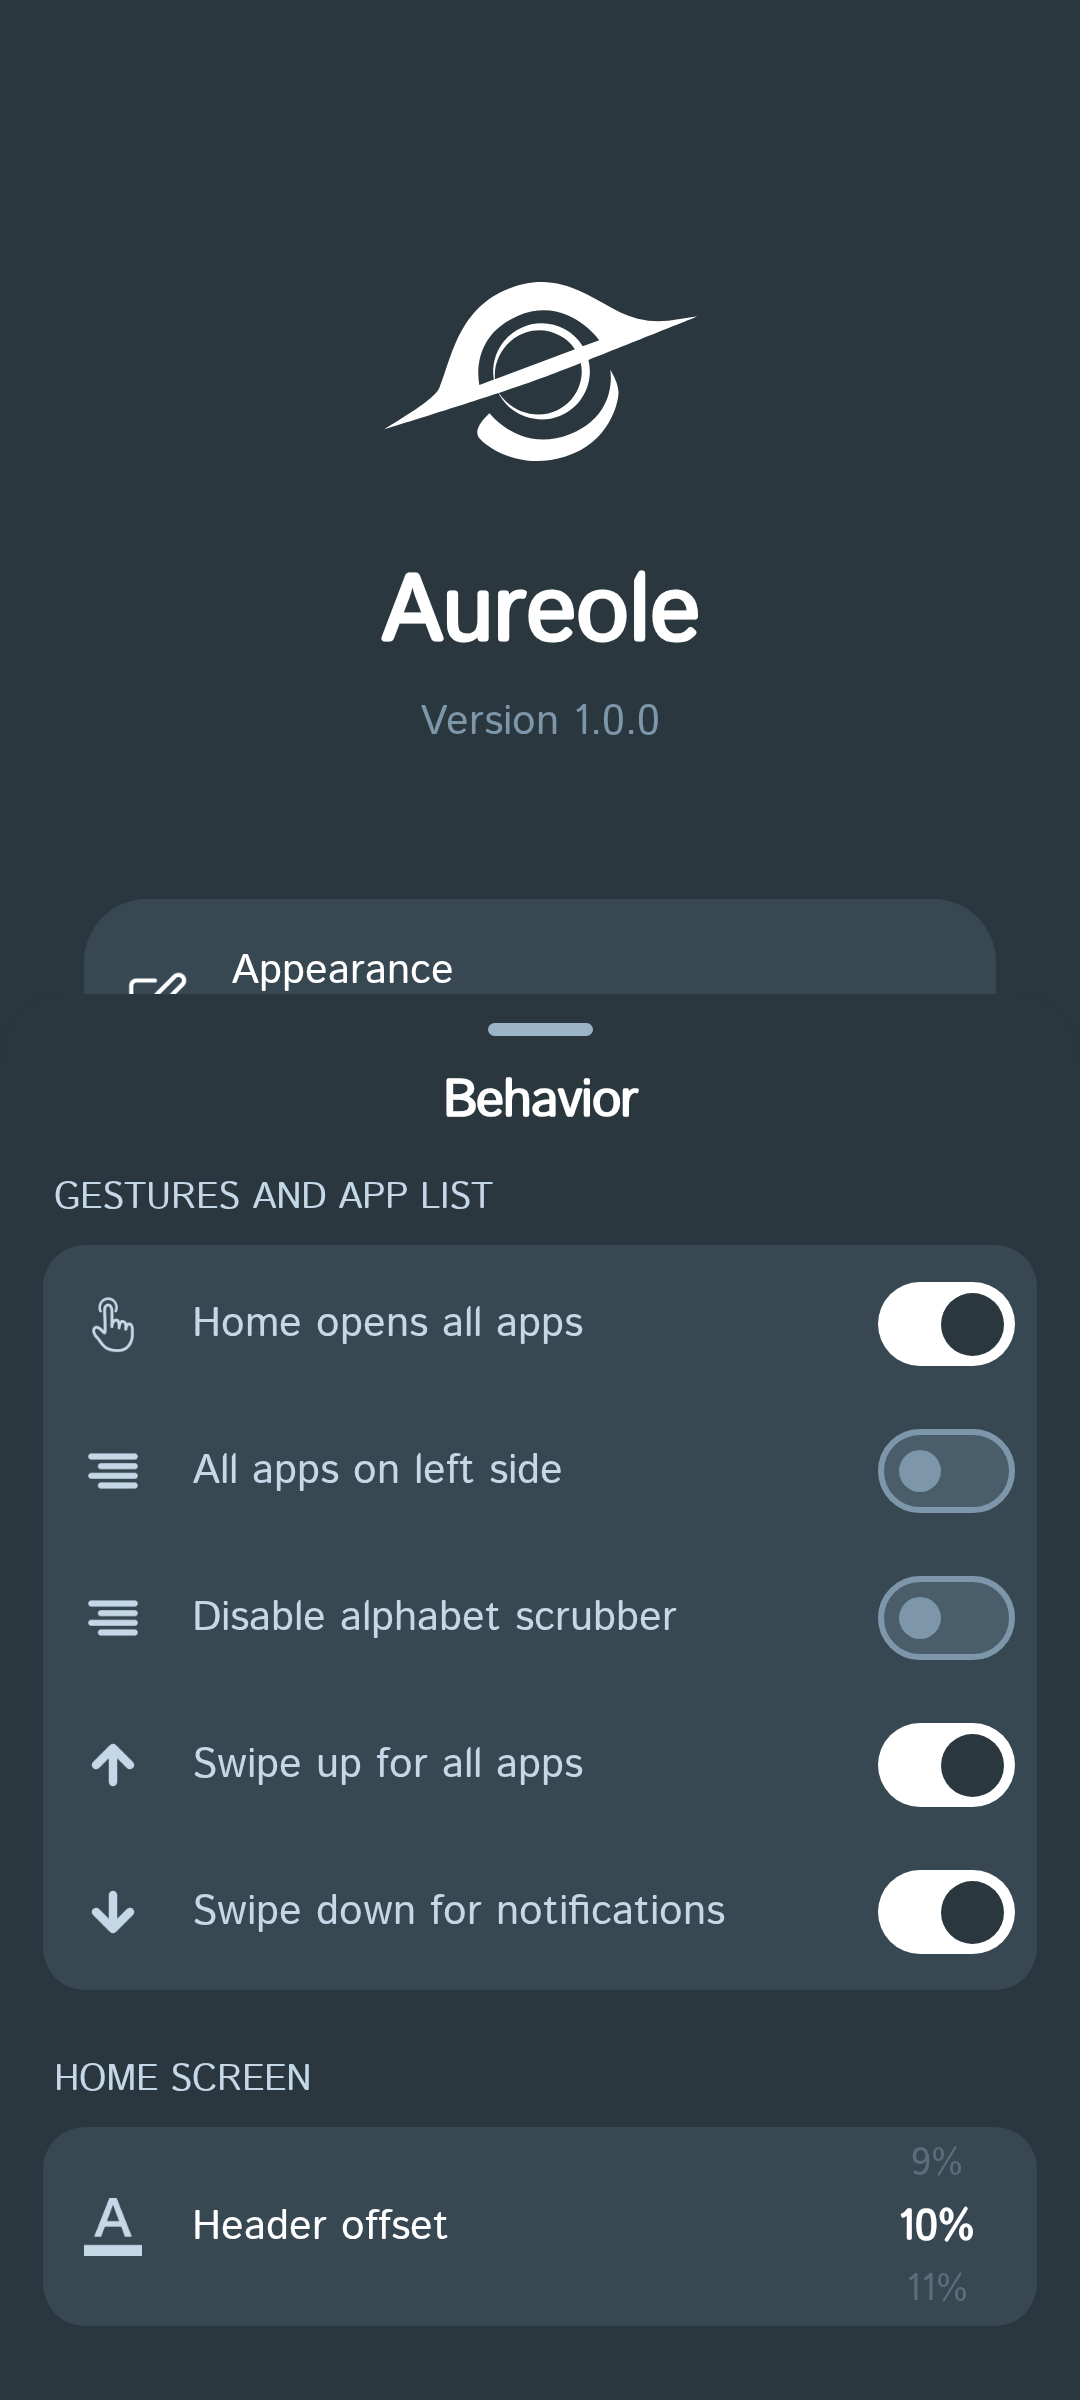 Aureole
Version 1.0.0
Appearance
Behavior
GESTURES AND APP LIST
Home opens all apps
All apps on left side
Disable alphabet scrubber
Swipe up for all apps
Swipe down for notifications
HOME SCREEN
9%
A Header offset 10%
11%